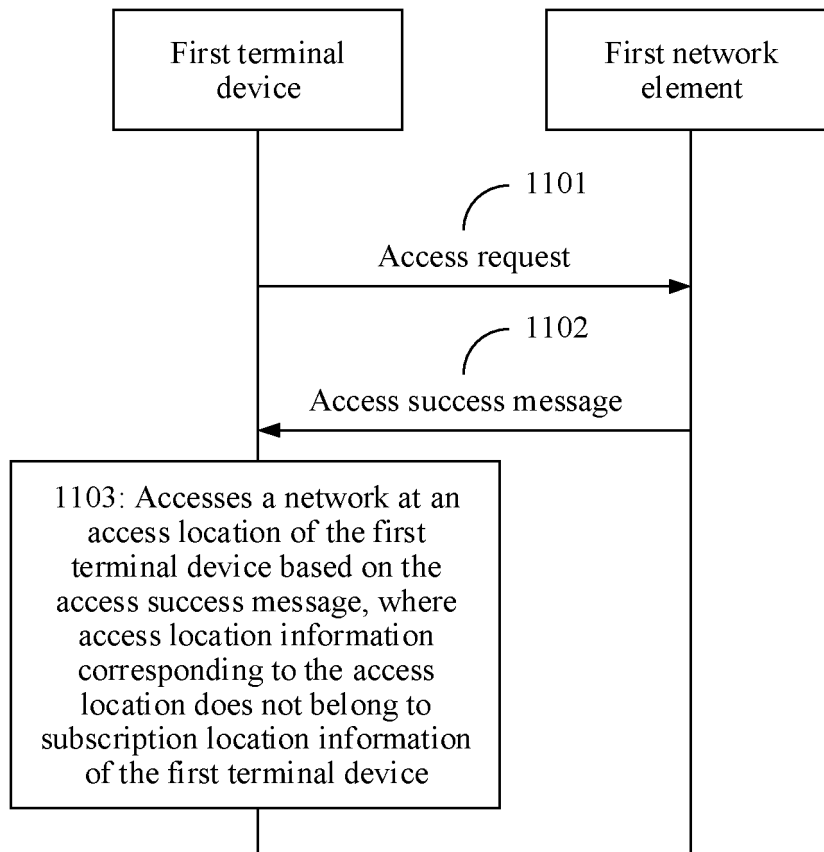 First terminal
device
First network
element
1101
Access request
1102
Access success message
1103: Accesses a network at an
access location of the first
terminal device based on the
access success message, where
access location information
corresponding to the access
location does not belong to
subscription location information
of the first terminal device